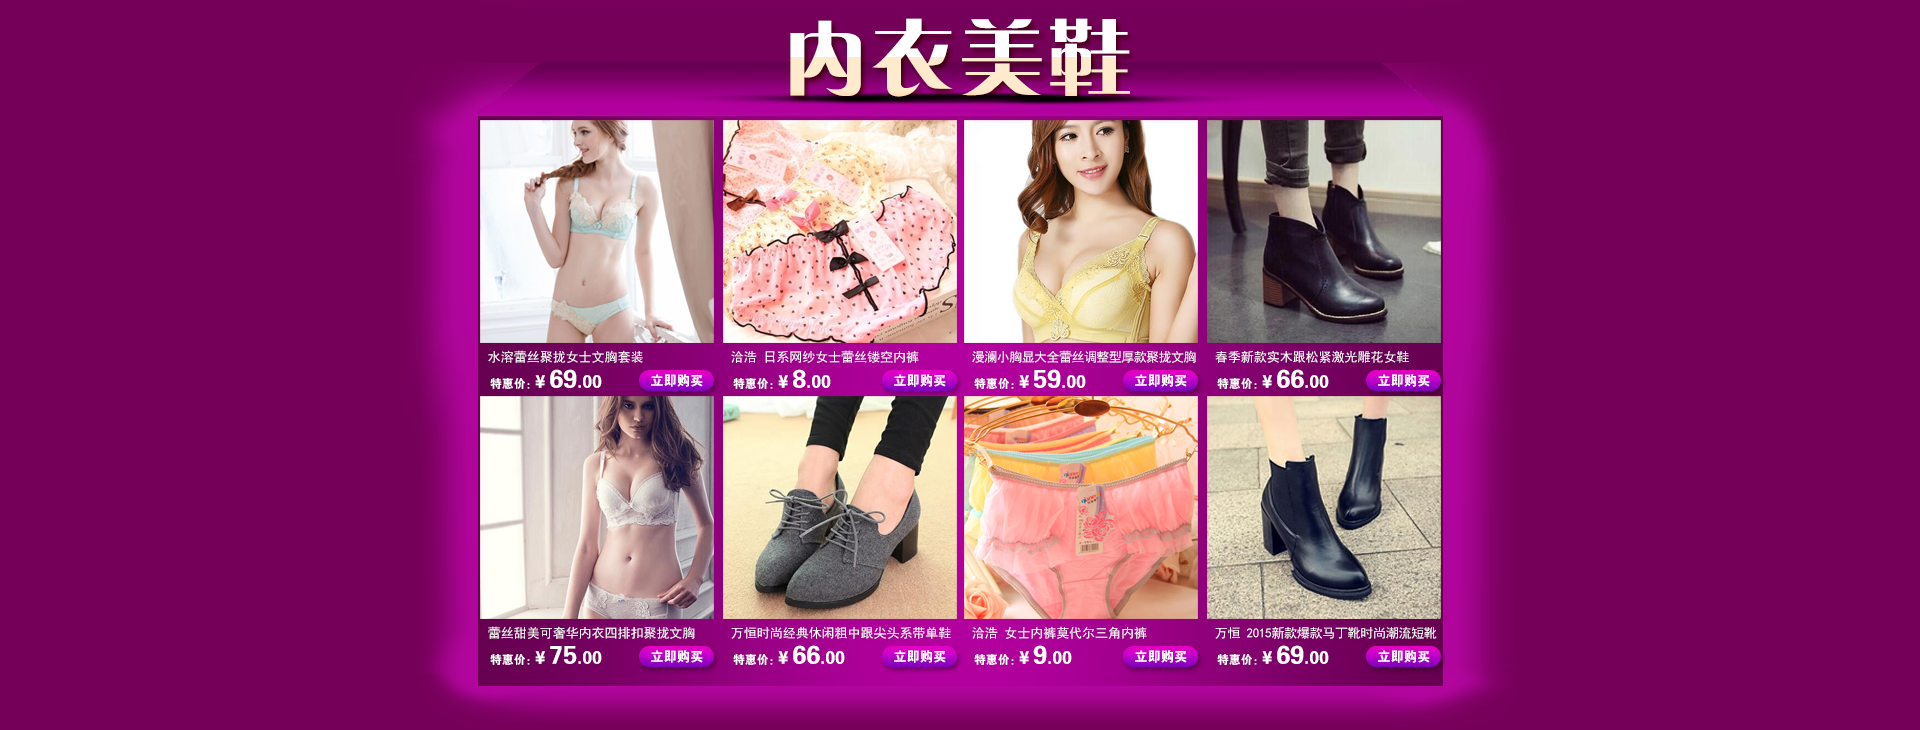 内衣美鞋
水溶蕾丝聚拢女士文胸套装
特惠价: ¥ 69.00
立即购买
洽浩 日系网纱女士蕾丝镂空内裤
特惠价: ¥ 8.00
立即购买
漫澜小胸显大全蕾丝调整型厚款聚拢文胸
特惠价: ¥ 59.00
立即购买
春季新款实木跟松紧激光雕花女鞋
特惠价: ¥ 66.00
立即购买
蕾丝甜美可奢华内衣四排扣聚拢文胸
特惠价: ¥ 75.00
立即购买
万恒时尚经典休闲粗中跟尖头系带单鞋
特惠价: ¥ 66.00
立即购买
洽浩 女士内裤莫代尔三角内裤
特惠价: ¥ 9.00
立即购买
万恒 2015新款爆款马丁靴时尚潮流短靴
特惠价: ¥ 69.00
立即购买